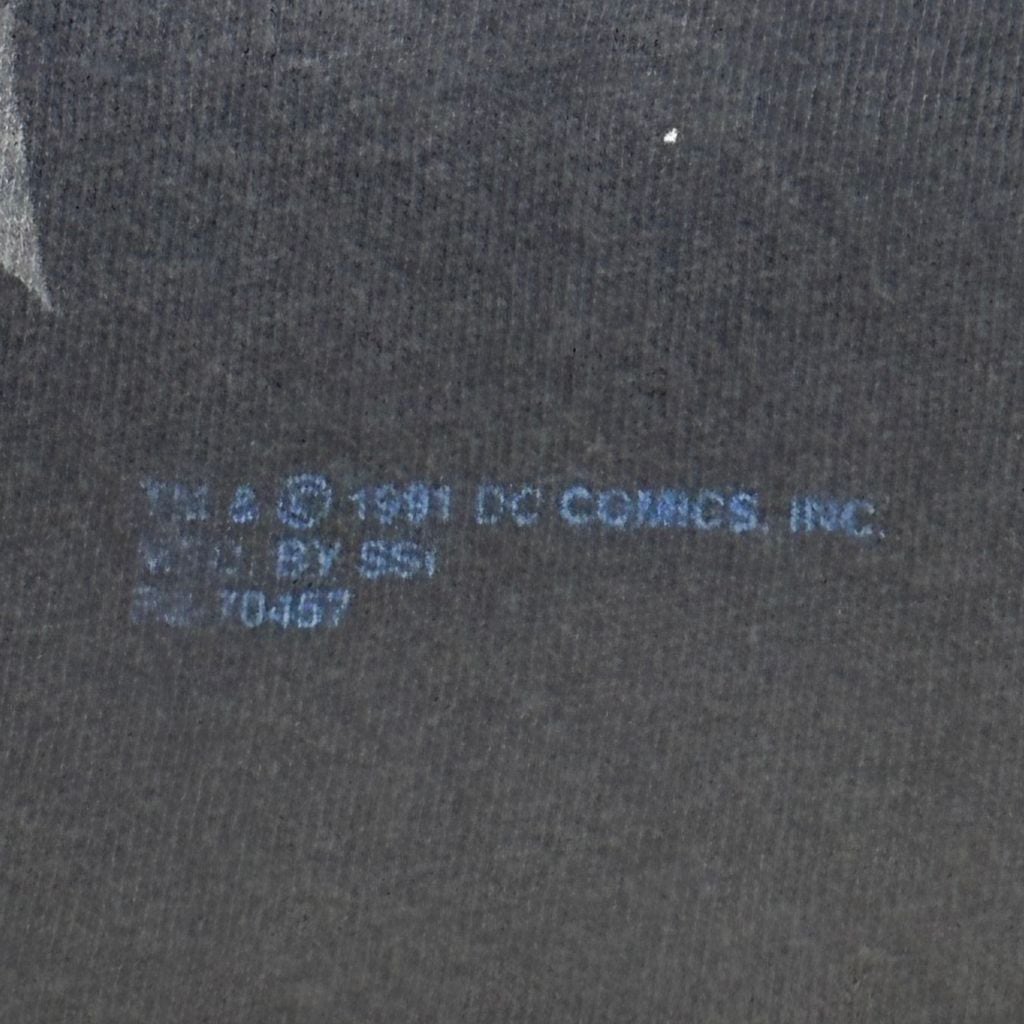 TM & © 1991 DC COMICS, INC.
BY SSI
70457